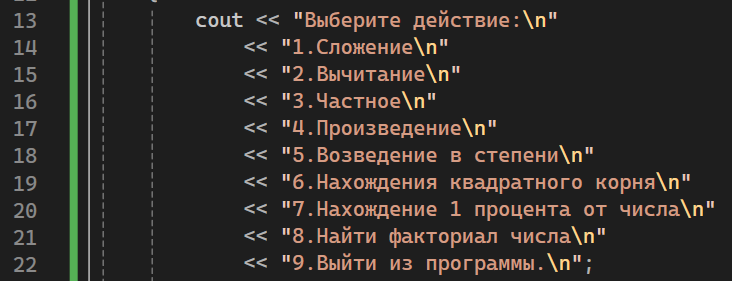 13 cout << "Выберите действие:\n"
14 << "1.Сложение\n"
15 << "2.Вычитание\n"
16 << "3.Частное\n"
17 << "4.Произведение\n"
18 << "5.Возведение в степени\n"
19 << "6.Нахождения квадратного корня\n"
20 << "7.Нахождение 1 процента от числа\n"
21 << "8.Найти факториал числа\n"
22 << "9.Выйти из программы.\n";